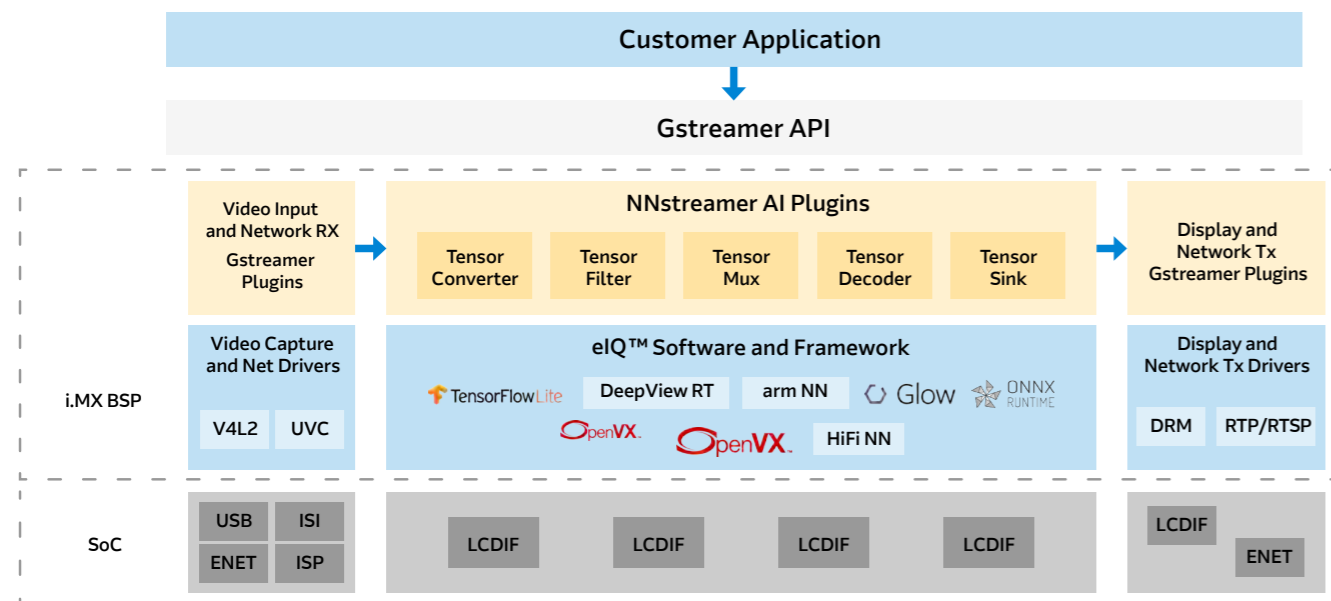 Customer Application
Gstreamer API
Video Input
and Network RX
Gstreamer
Plugins
NNstreamer AI Plugins
Tensor
Converter
Tensor
Filter
Tensor
Mux
Tensor
Decoder
Tensor
Sink
Display and
Network Tx
Gstreamer Plugins
i.MX BSP
Video Capture
and Net Drivers
V4L2
UVC
eIQ™ Software and Framework
TensorFlowLite
DeepView RT
arm NN
Glow
ONNX
RUNTIME
OpenVX™
OpenVX™
HiFi NN
Display and
Network Tx Drivers
DRM
RTP/RTSP
SoC
USB
ISI
ENET
ISP
LCDIF
LCDIF
LCDIF
LCDIF
LCDIF
ENET